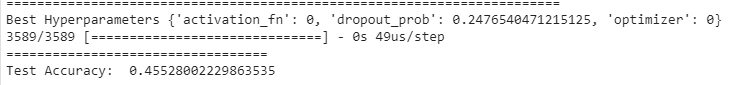 ======================================================================
Best Hyperparameters {'activation_fn': 0, 'dropout_prob': 0.2476540471215125, 'optimizer': 0}
3589/3589 [==============================] - 0s 49us/step
=================================
Test Accuracy:  0.45528002229863535